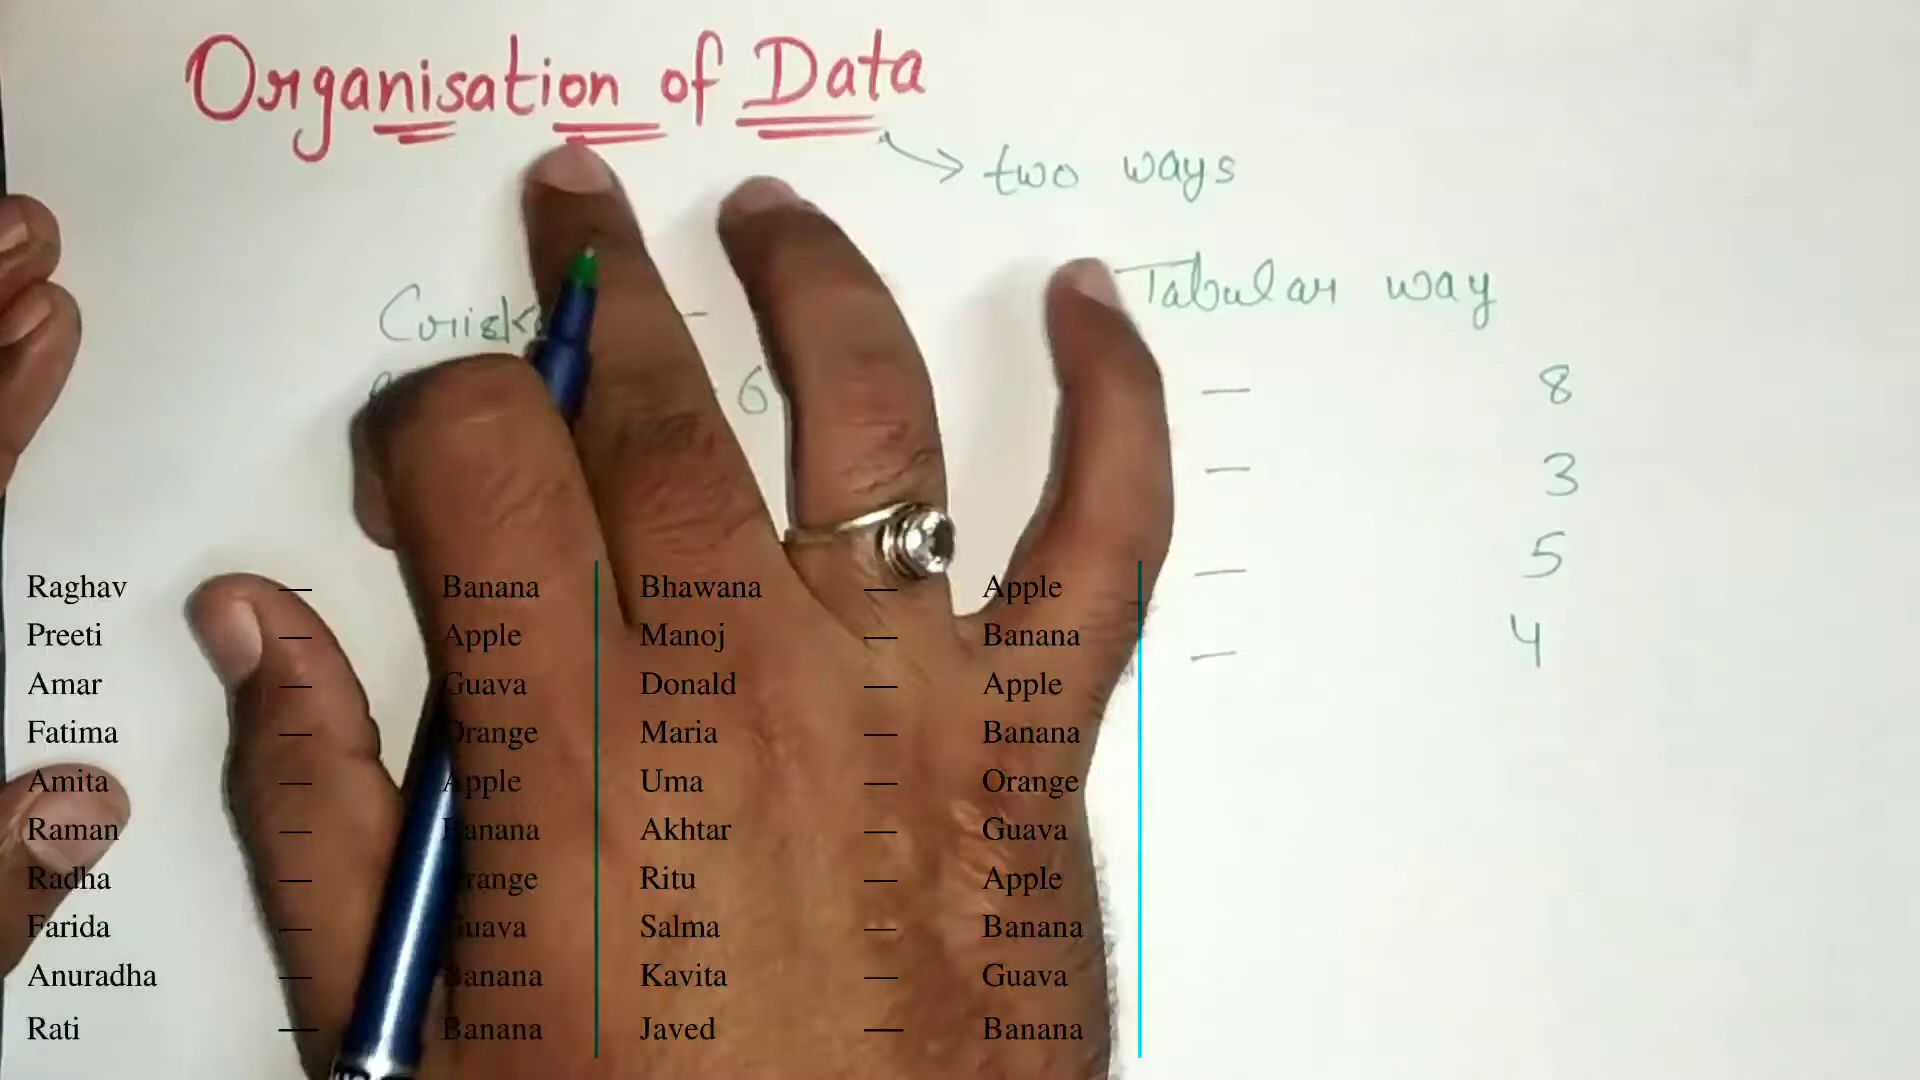 Organisation of Data
two ways
Tabular way
6
— 8
— 3
— 5
— 4
Raghav — Banana Bhawana — Apple
Preeti — Apple Manoj — Banana
Amar — Guava Donald — Apple
Fatima — Orange Maria — Banana
Amita — Apple Uma — Orange
Raman — Banana Akhtar — Guava
Radha — Orange Ritu — Apple
Farida — Guava Salma — Banana
Anuradha — Banana Kavita — Guava
Rati — Banana Javed — Banana